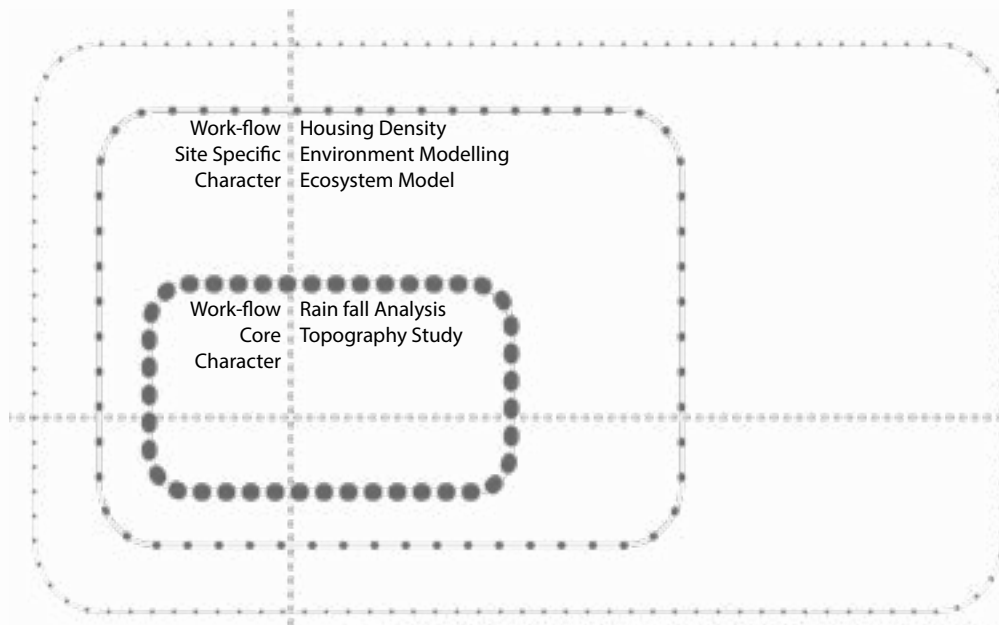 Work-flow Housing Density
Site Specific Environment Modelling
Character Ecosystem Model
Work-flow Rain fall Analysis
Core Topography Study
Character